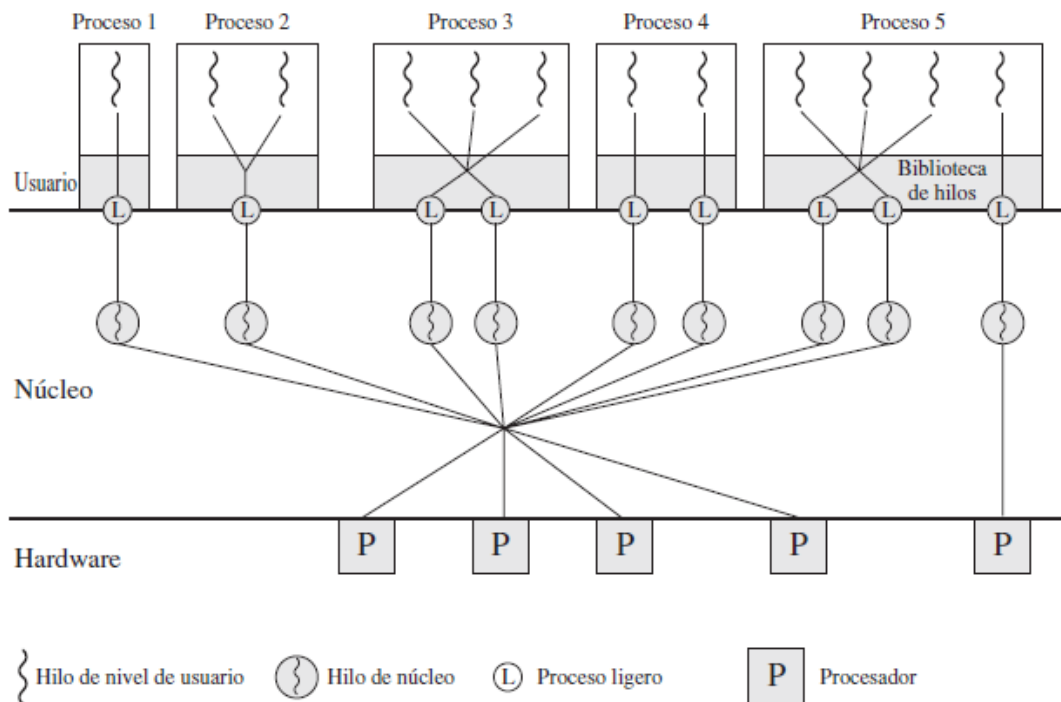 Proceso 1
Proceso 2
Proceso 3
Proceso 4
Proceso 5
Usuario
Biblioteca
de hilos
L
L
L
L
L
L
L
L
L
Núcleo
P
P
P
P
P
Hardware
Hilo de nivel de usuario
Hilo de núcleo
L
Proceso ligero
P
Procesador